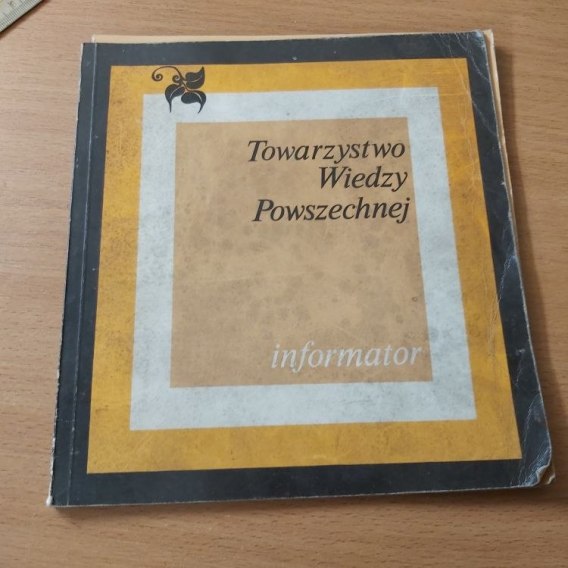 Towarzystwo
Wiedzy
Powszechnej
informator